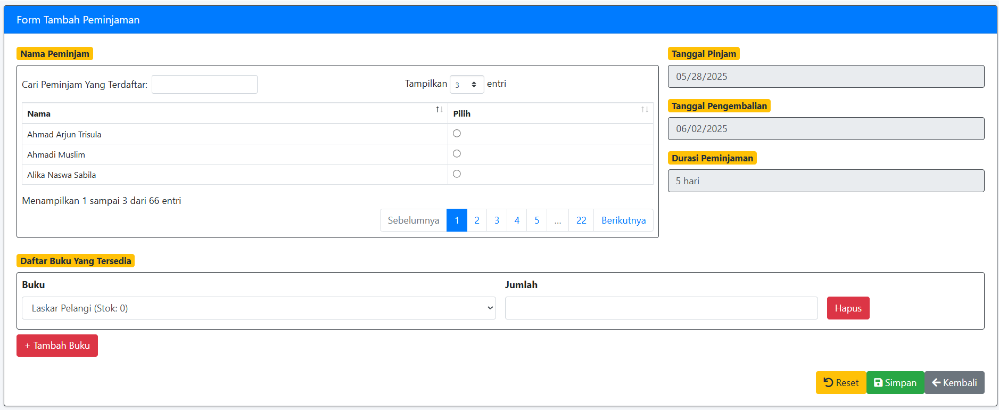 Form Tambah Peminjaman
Nama Peminjam
Cari Peminjam Yang Terdaftar:
Tampilkan 3 entri
Nama Pilih
Ahmad Arjun Trisula
Ahmadi Muslim
Alika Naswa Sabila
Menampilkan 1 sampai 3 dari 66 entri
Sebelumnya 1 2 3 4 5 ... 22 Berikutnya
Tanggal Pinjam
05/28/2025
Tanggal Pengembalian
06/02/2025
Durasi Peminjaman
5 hari
Daftar Buku Yang Tersedia
Buku Jumlah
Laskar Pelangi (Stok: 0) Hapus
+ Tambah Buku
Reset Simpan Kembali